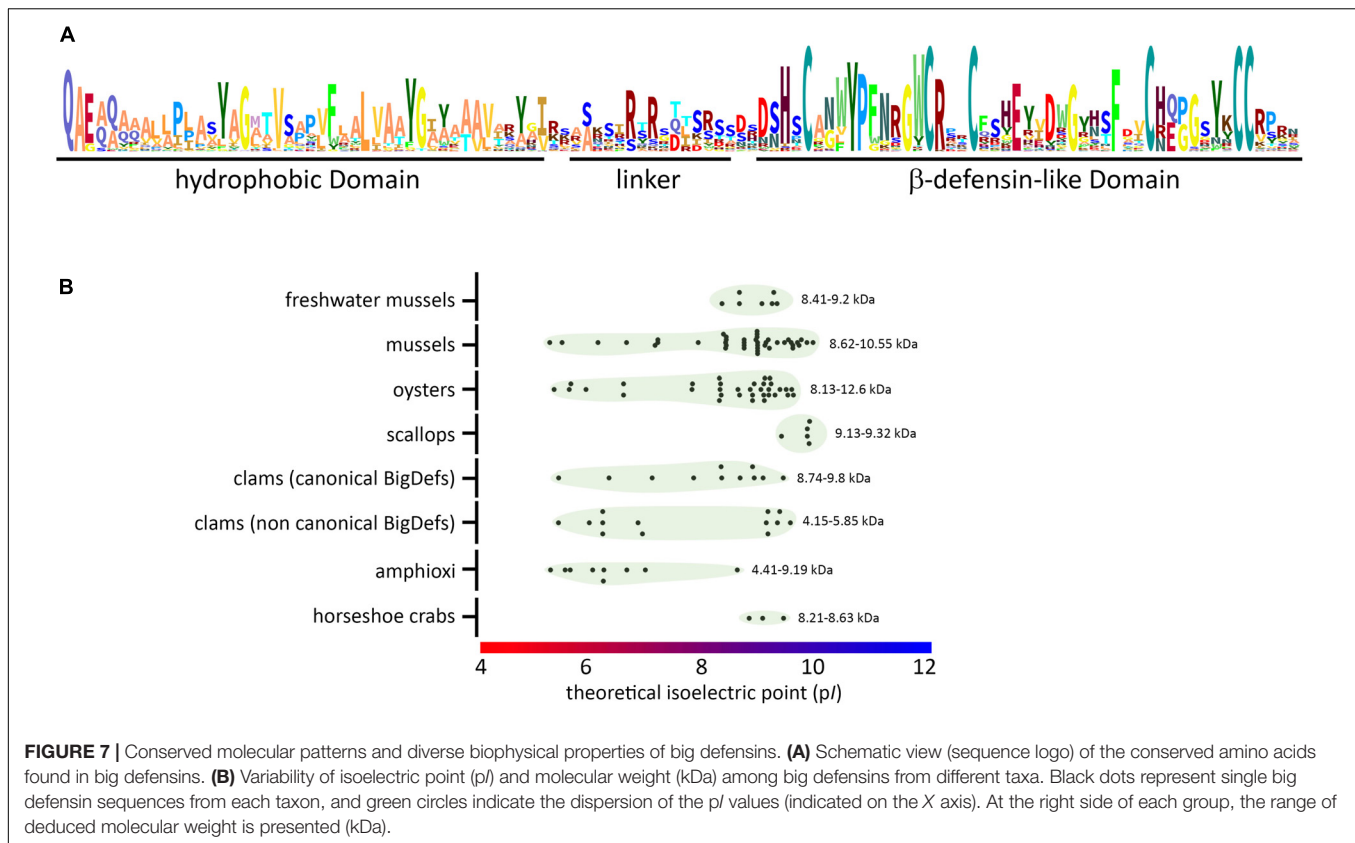 A
hydrophobic Domain
linker
β-defensin-like Domain
B
freshwater mussels
8.41-9.2 kDa
mussels
8.62-10.55 kDa
oysters
8.13-12.6 kDa
scallops
9.13-9.32 kDa
clams (canonical BigDefs)
8.74-9.8 kDa
clams (non canonical BigDefs)
4.15-5.85 kDa
amphioxi
4.41-9.19 kDa
horseshoe crabs
8.21-8.63 kDa
4 6 8 10 12
theoretical isoelectric point (pI)
FIGURE 7 | Conserved molecular patterns and diverse biophysical properties of big defensins. (A) Schematic view (sequence logo) of the conserved amino acids
found in big defensins. (B) Variability of isoelectric point (pI) and molecular weight (kDa) among big defensins from different taxa. Black dots represent single big
defensin sequences from each taxon, and green circles indicate the dispersion of the pI values (indicated on the X axis). At the right side of each group, the range of
deduced molecular weight is presented (kDa).